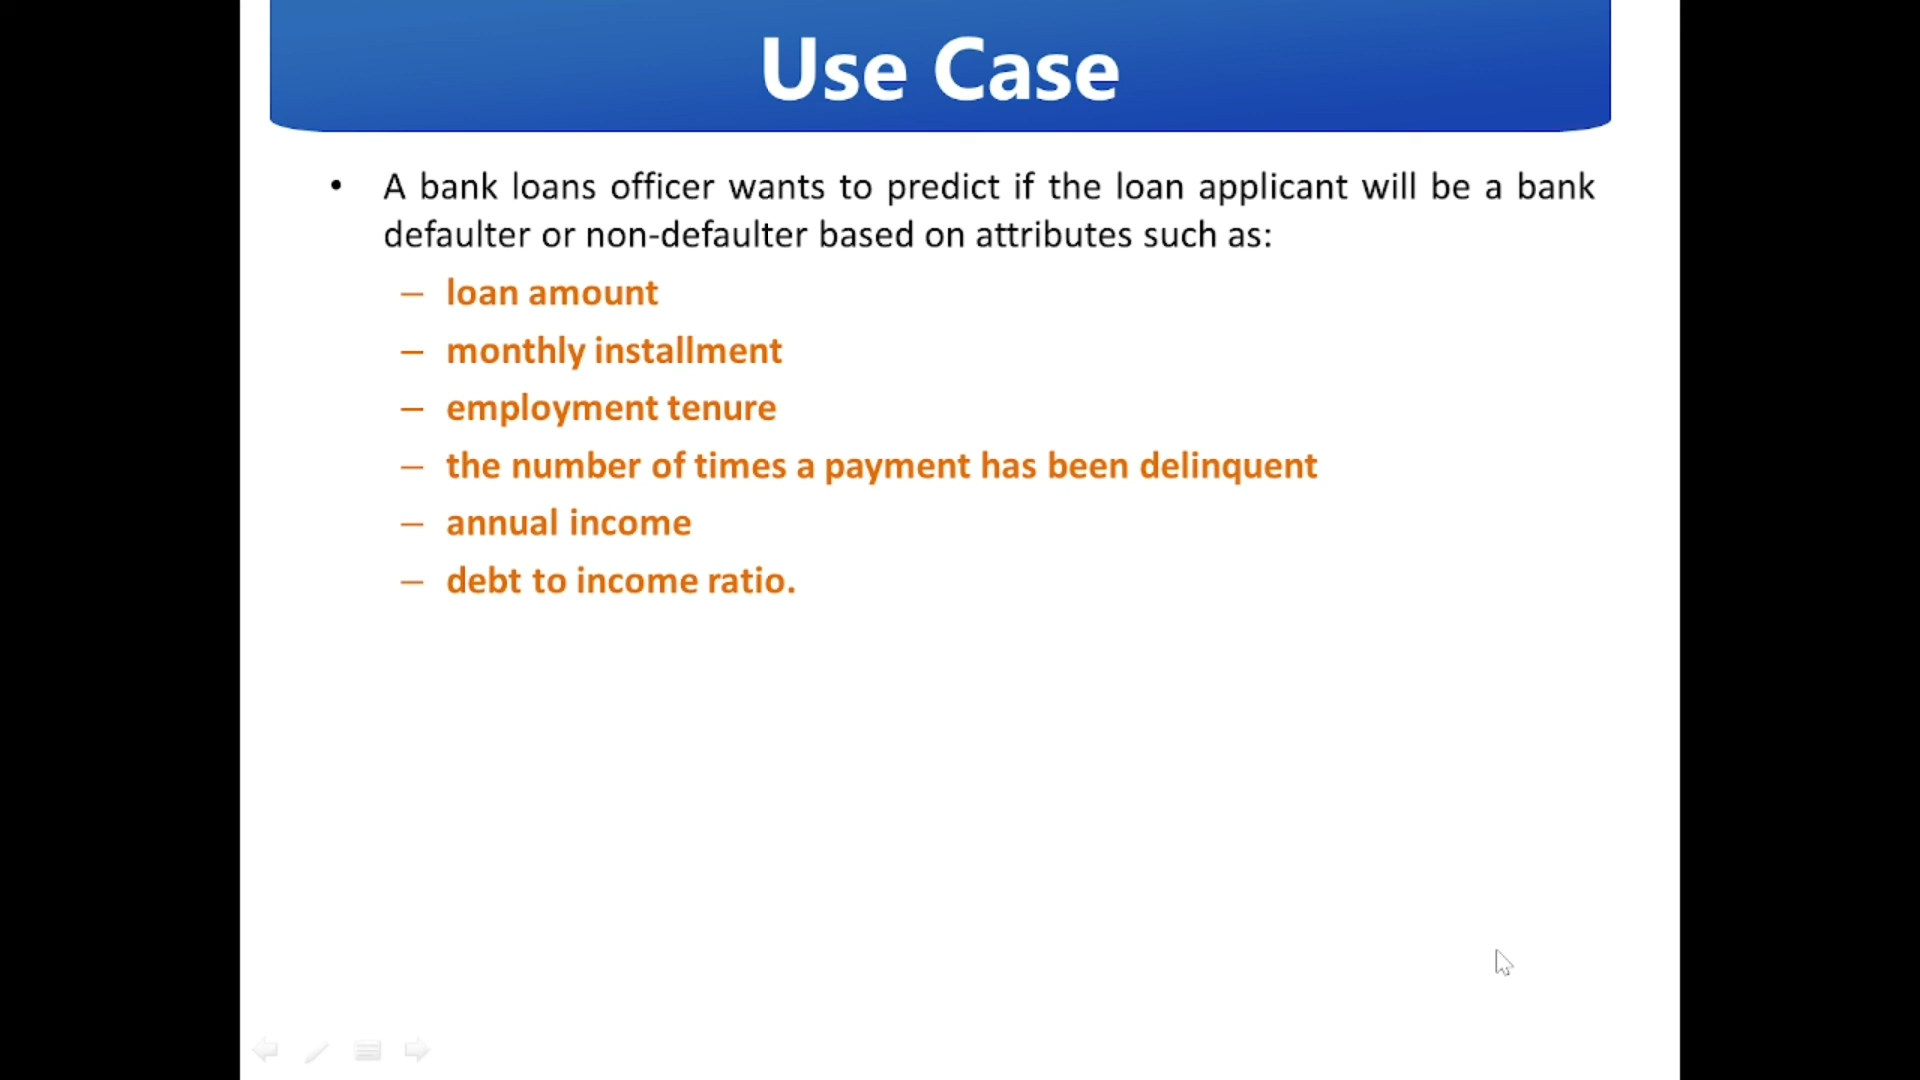 Use Case
• A bank loans officer wants to predict if the loan applicant will be a bank
defaulter or non-defaulter based on attributes such as:
– loan amount
– monthly installment
– employment tenure
– the number of times a payment has been delinquent
– annual income
– debt to income ratio.